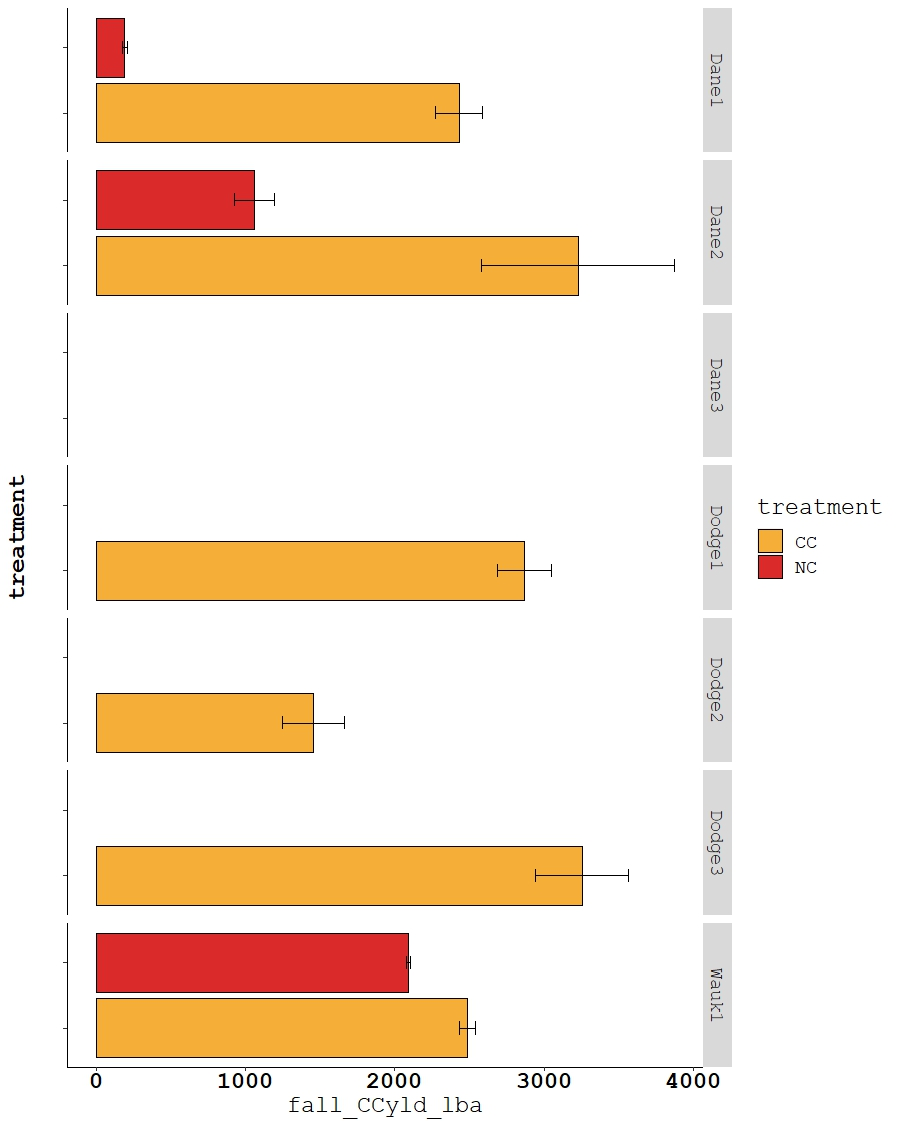 Dane1
Dane2
Dane3
Dodge1
Dodge2
Dodge3
Wauk1
treatment
treatment
CC
NC
0 1000 2000 3000 4000
fall_CCyld_lba